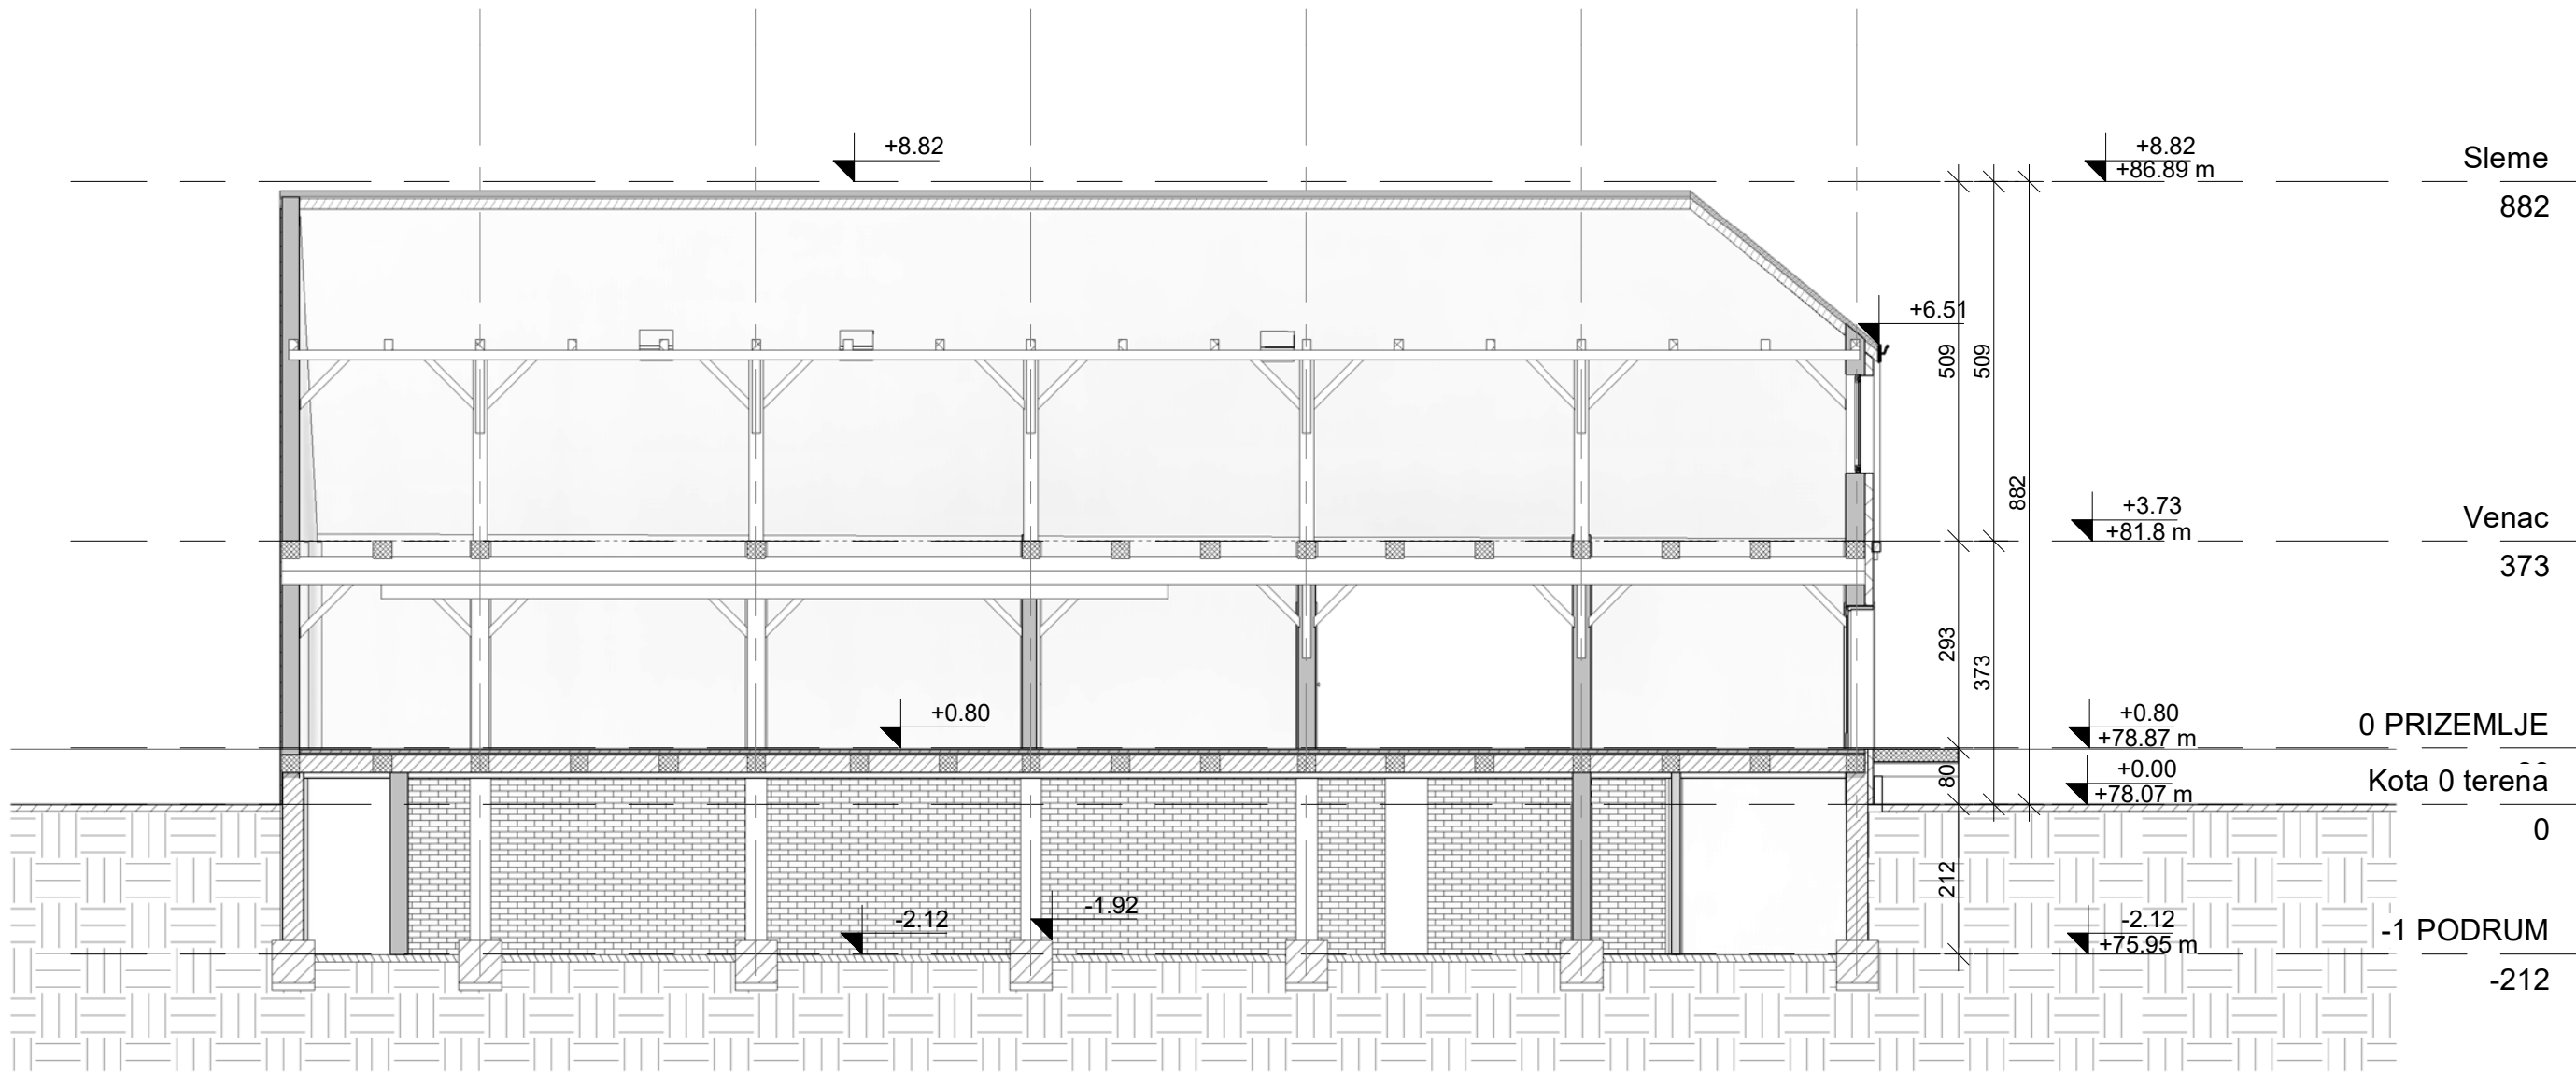 +8.82
+8.82
+86.89 m
Sleme
882
+6.51
509
509
882
+3.73
+81.8 m
Venac
373
293
373
+0.80
+0.80
+78.87 m
0 PRIZEMLJE
80
+0.00
+78.07 m
Kota 0 terena
0
212
-1.92
-2.12
-2.12
+75.95 m
-1 PODRUM
-212